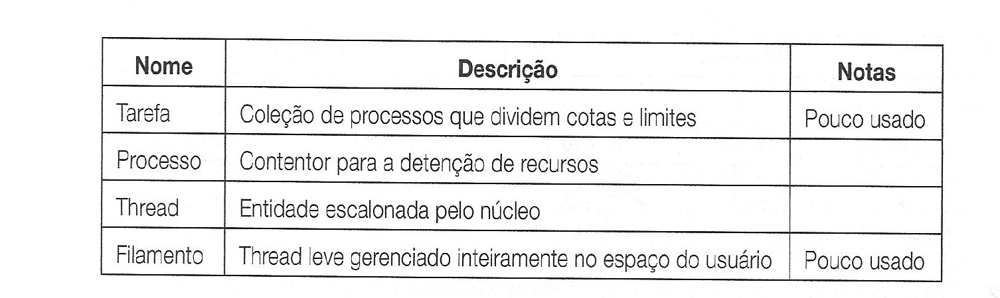 Nome Descrição Notas
Tarefa Coleção de processos que dividem cotas e limites Pouco usado
Processo Contentor para a detenção de recursos
Thread Entidade escalonada pelo núcleo
Filamento Thread leve gerenciado inteiramente no espaço do usuário Pouco usado